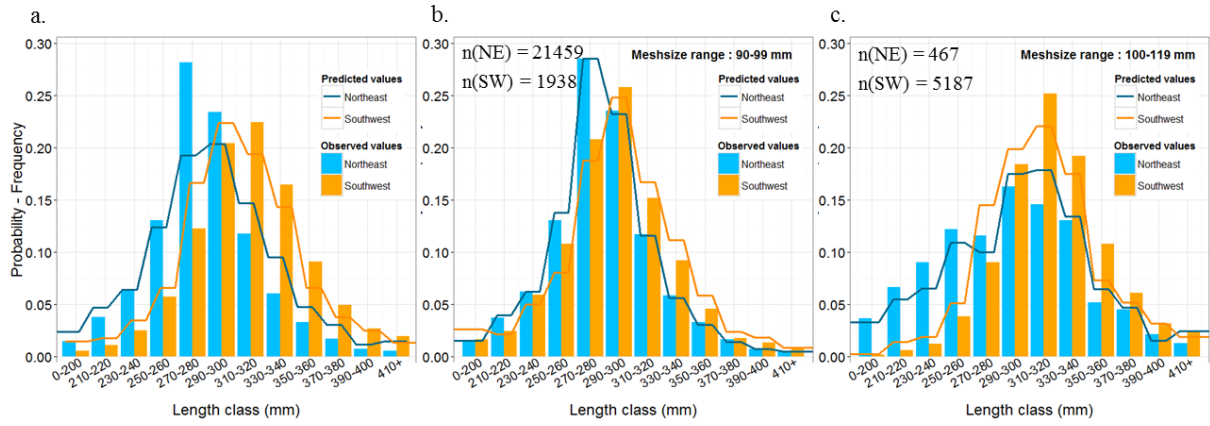 a.
0.30
0.25
0.20
0.15
0.10
0.05
0.00
Probability - Frequency
Predicted values
Northeast
Southwest
Observed values
Northeast
Southwest
0-200
210-220
230-240
250-260
270-280
290-300
310-320
330-340
350-360
370-380
390-400
410+
Length class (mm)
b.
n(NE) = 21459
n(SW) = 1938
Meshsize range : 90-99 mm
0.30
0.25
0.20
0.15
0.10
0.05
0.00
Predicted values
Northeast
Southwest
Observed values
Northeast
Southwest
0-200
210-220
230-240
250-260
270-280
290-300
310-320
330-340
350-360
370-380
390-400
410+
Length class (mm)
c.
n(NE) = 467
n(SW) = 5187
Meshsize range : 100-119 mm
0.30
0.25
0.20
0.15
0.10
0.05
0.00
Predicted values
Northeast
Southwest
Observed values
Northeast
Southwest
0-200
210-220
230-240
250-260
270-280
290-300
310-320
330-340
350-360
370-380
390-400
410+
Length class (mm)